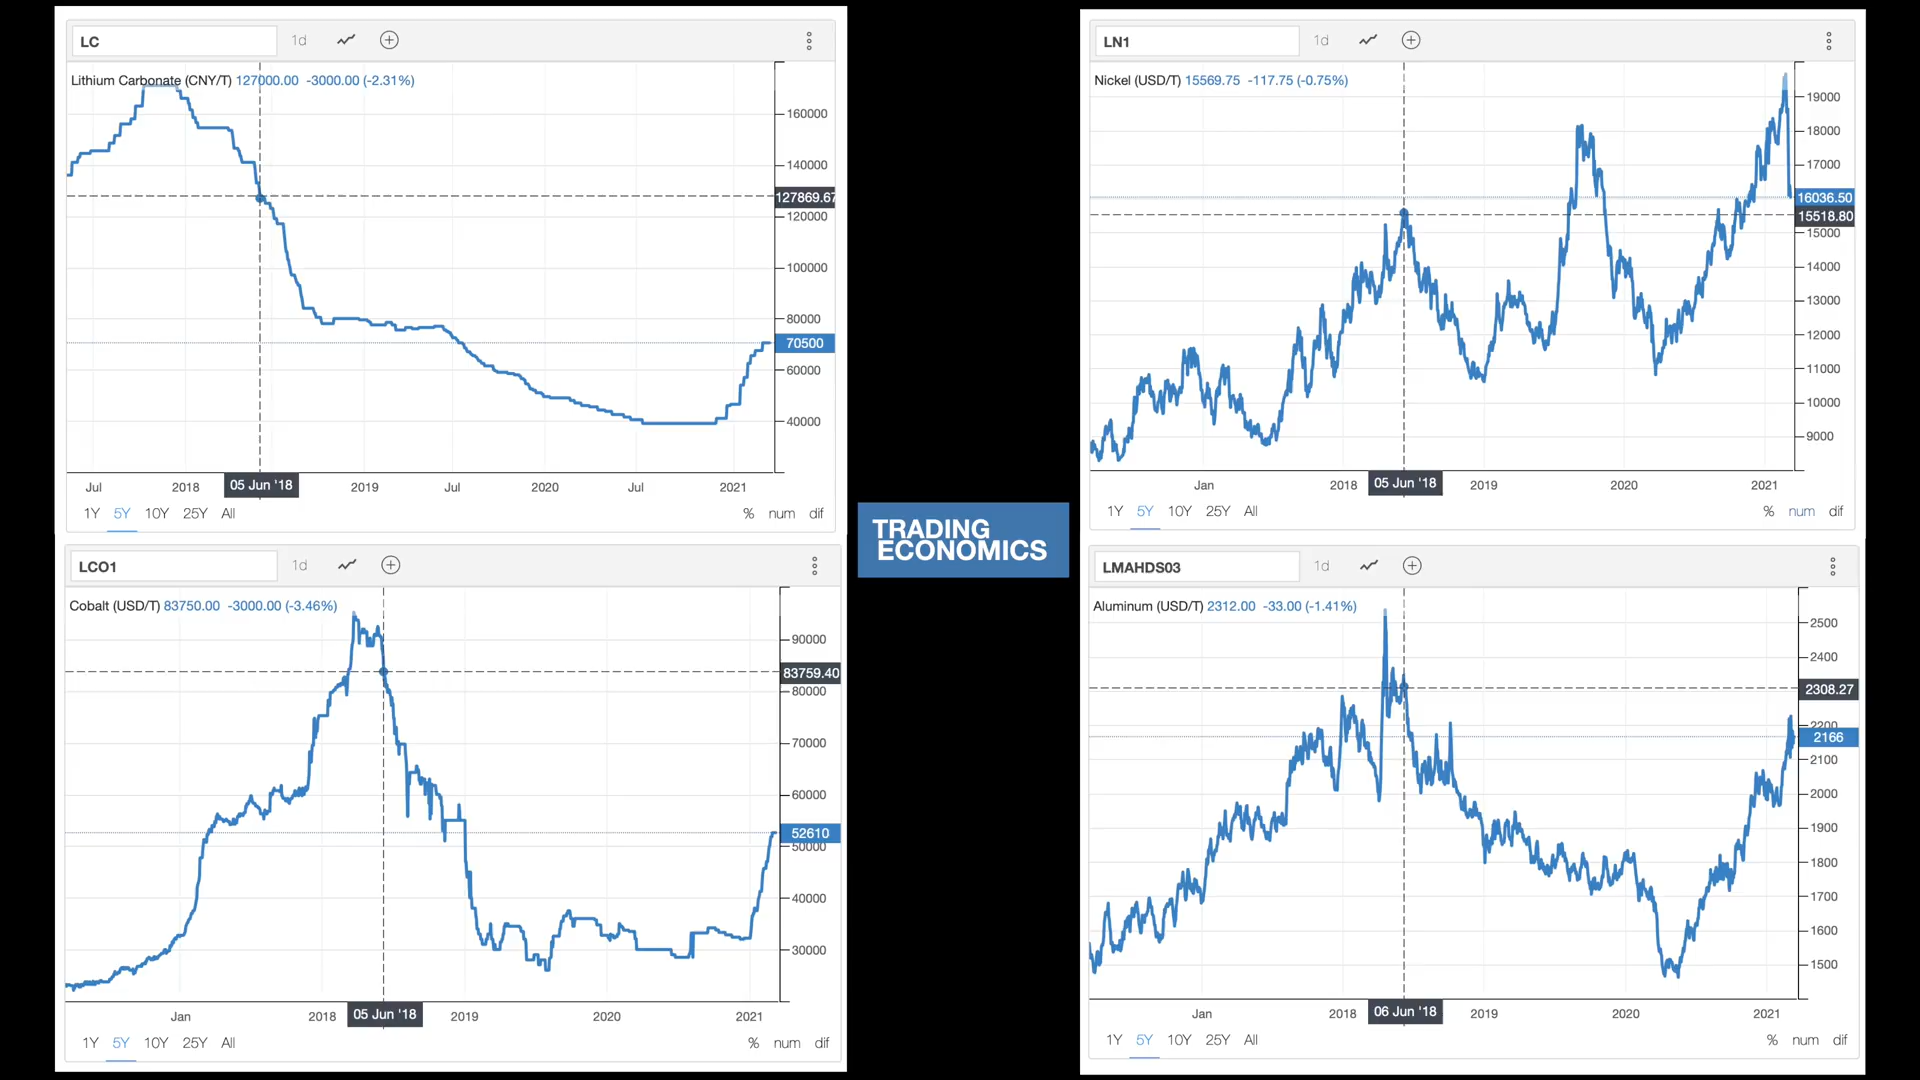 LC 1d
Lithium Carbonate (CNY/T) 127000.00 -3000.00 (-2.31%)
160000
140000
127869.67
120000
100000
80000
70500
60000
40000
Jul 2018 05 Jun '18 2019 Jul 2020 Jul 2021
1Y 5Y 10Y 25Y All % num dif
LN1 1d
Nickel (USD/T) 15569.75 -117.75 (-0.75%)
19000
18000
17000
16036.50
15518.80
15000
14000
13000
12000
11000
10000
9000
Jan 2018 05 Jun '18 2019 2020 2021
1Y 5Y 10Y 25Y All % num dif
TRADING
ECONOMICS
LCO1 1d
Cobalt (USD/T) 83750.00 -3000.00 (-3.46%)
90000
83759.40
80000
70000
60000
52610
50000
40000
30000
Jan 2018 05 Jun '18 2019 2020 2021
1Y 5Y 10Y 25Y All % num dif
LMAHDS03 1d
Aluminum (USD/T) 2312.00 -33.00 (-1.41%)
2500
2400
2308.27
2200
2166
2100
2000
1900
1800
1700
1600
1500
Jan 2018 06 Jun '18 2019 2020 2021
1Y 5Y 10Y 25Y All % num dif